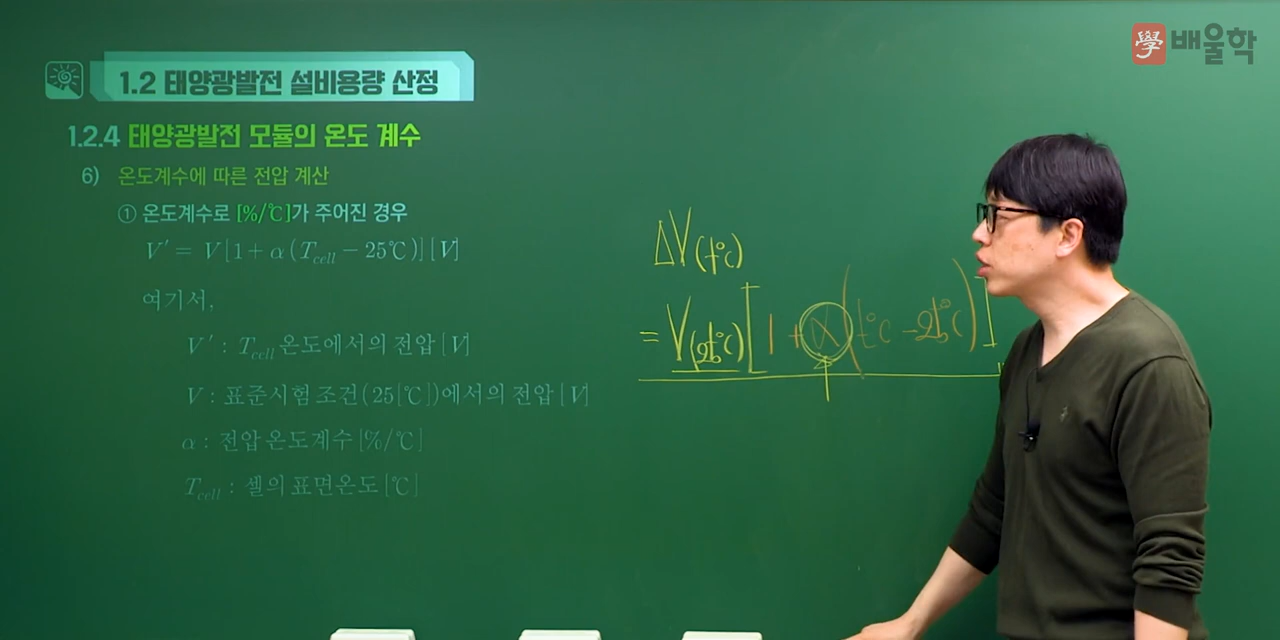 學 배울학
1.2 태양광발전 설비용량 산정
1.2.4 태양광발전 모듈의 온도 계수
6) 온도계수에 따른 전압 계산
① 온도계수로 [%/℃]가 주어진 경우
V′ = V[1 + α(T_cell − 25℃)] [V]
여기서,
V′ : T_cell 온도에서의 전압 [V]
V : 표준시험 조건(25[℃])에서의 전압 [V]
α : 전압 온도계수 [%/℃]
T_cell : 셀의 표면온도 [℃]
ΔV(t℃)
= V(25℃)[1 + α(t℃ − 25℃)]